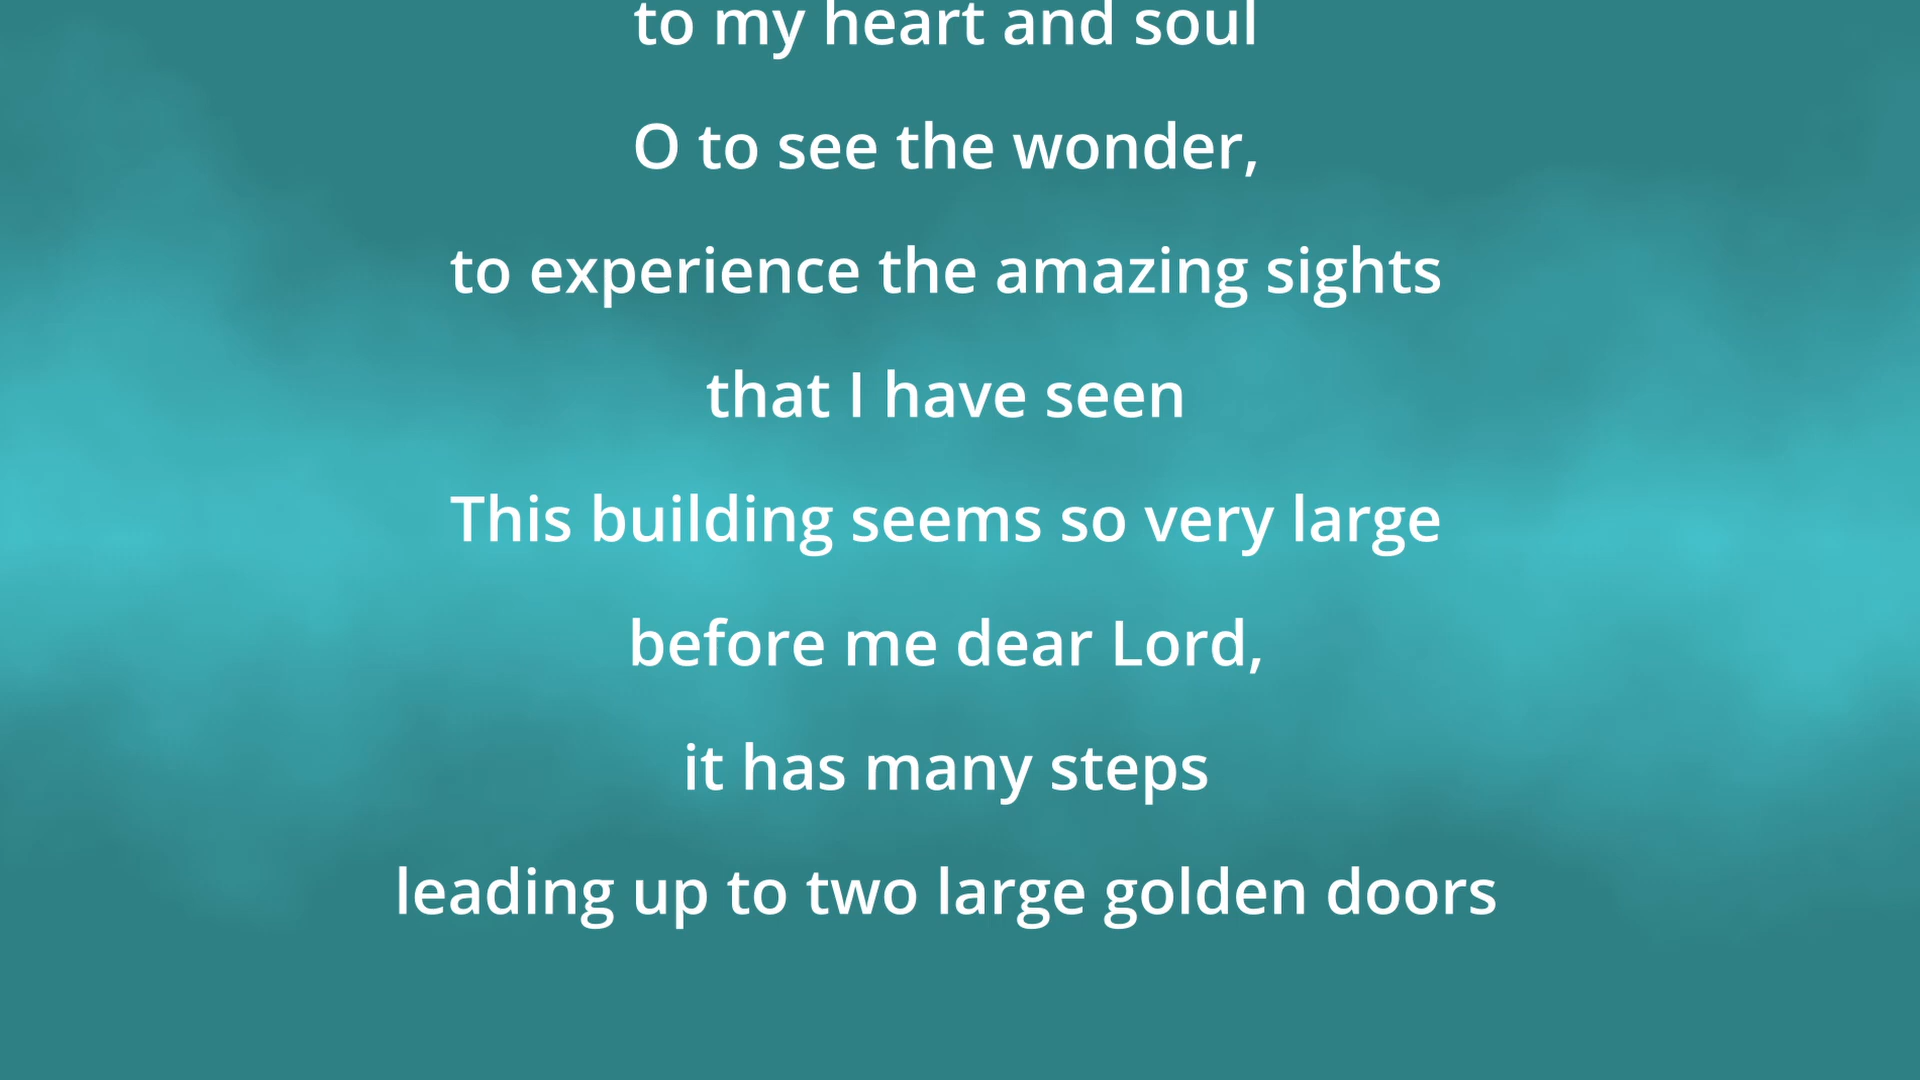 to my heart and soul
O to see the wonder,
to experience the amazing sights
that I have seen
This building seems so very large
before me dear Lord,
it has many steps
leading up to two large golden doors